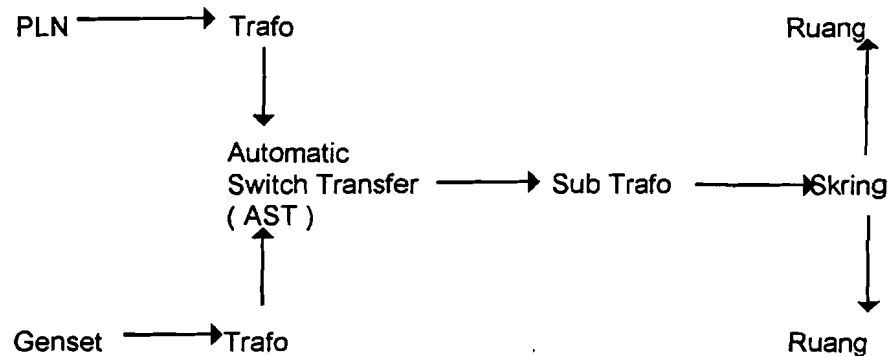 PLN
Trafo
Ruang
Automatic
Switch Transfer
( AST )
Sub Trafo
Skring
Genset
Trafo
Ruang